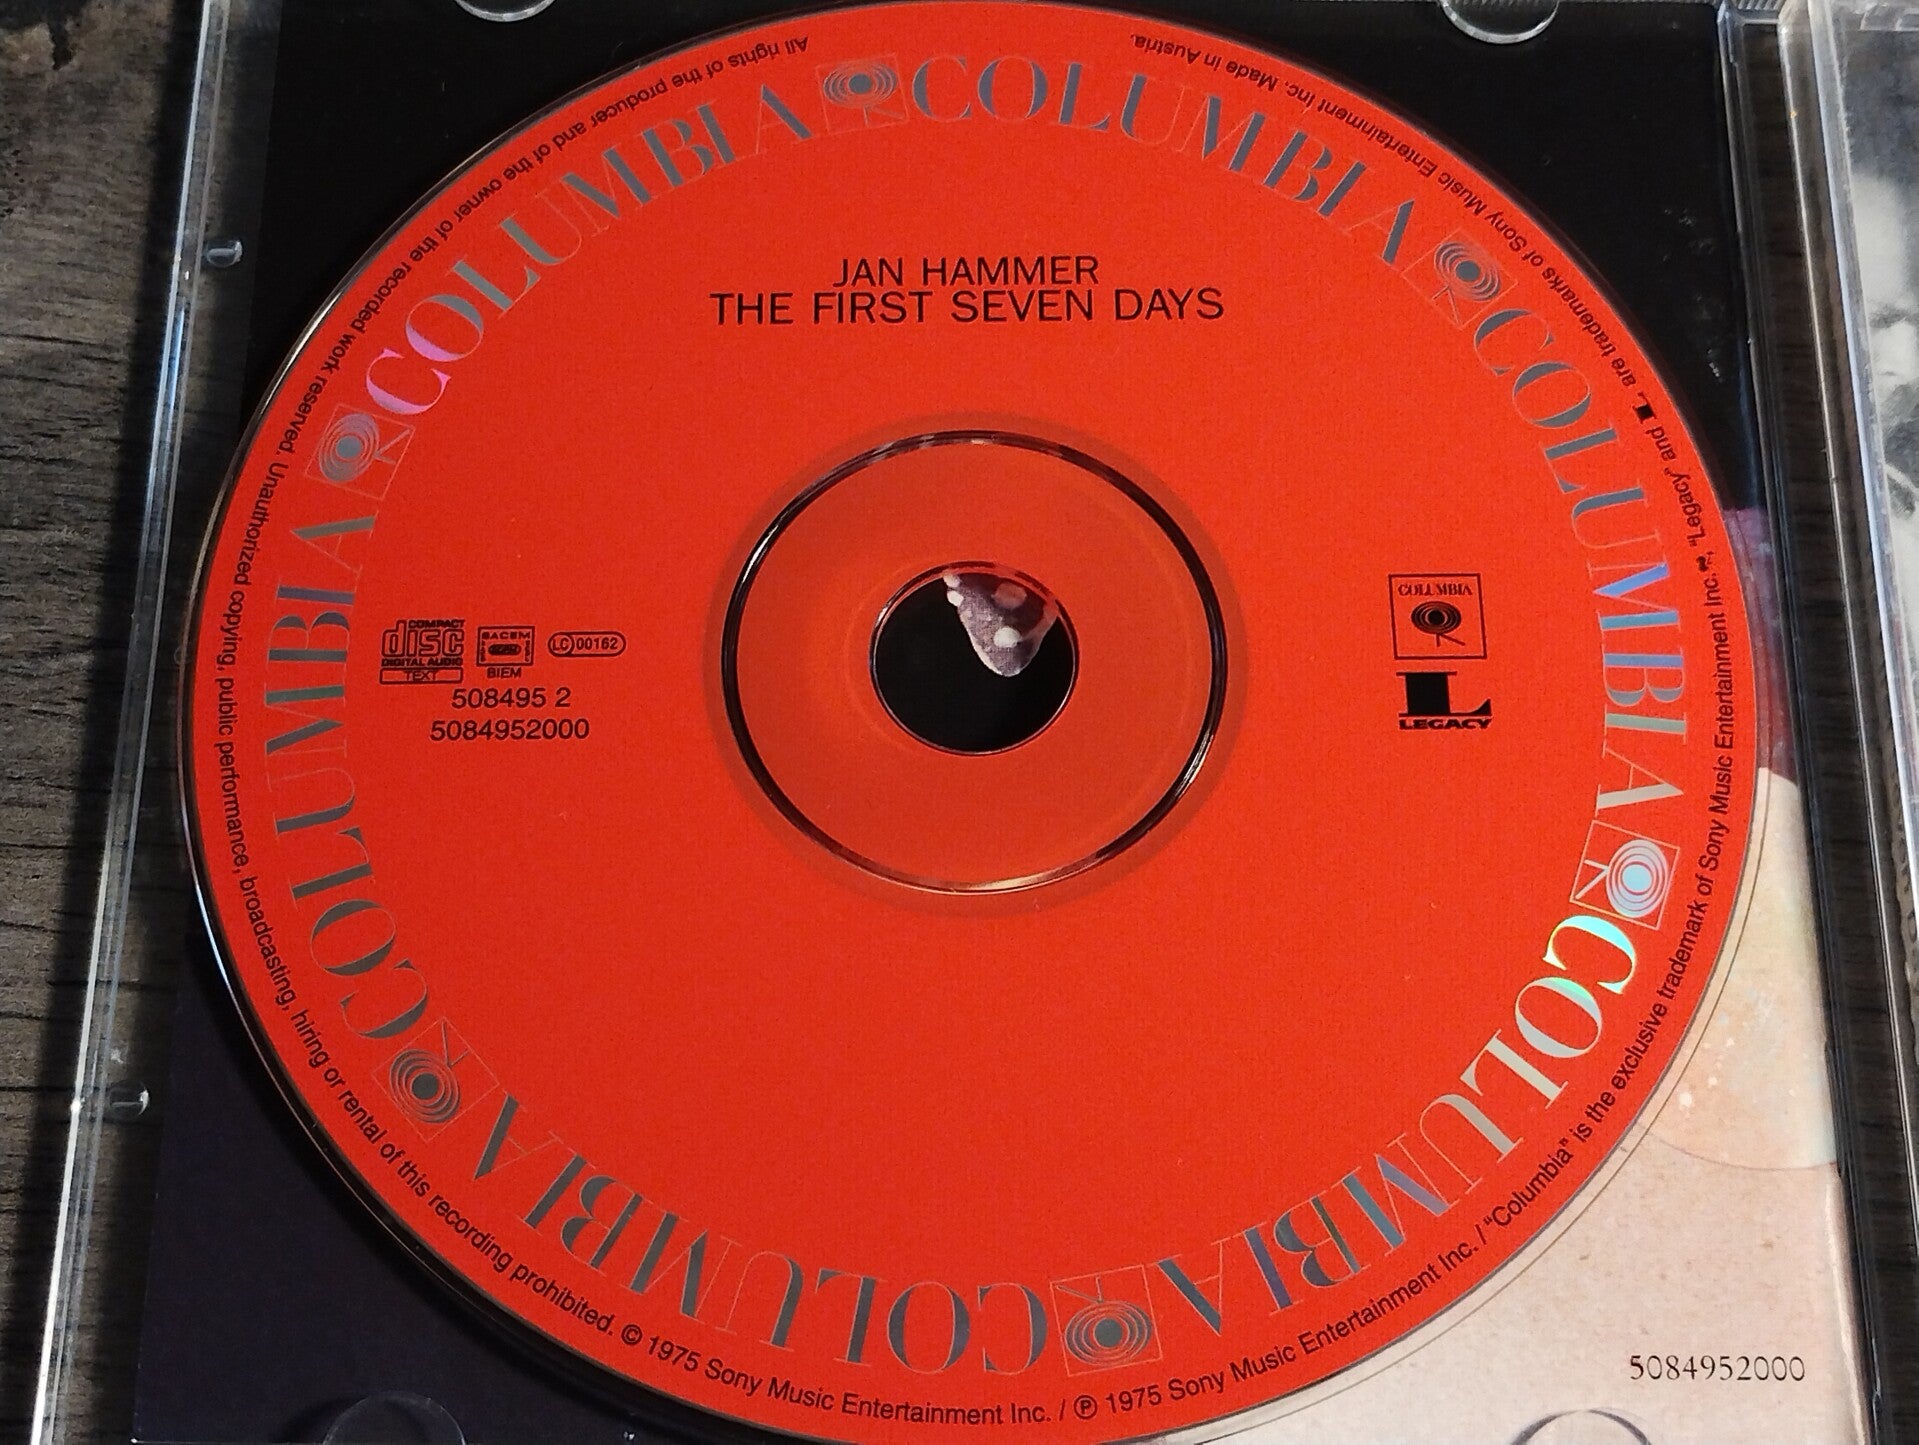 JAN HAMMER
THE FIRST SEVEN DAYS
COMPACT
disc
DIGITAL AUDIO
TEXT
SACEM
BIEM
LC 00162
508495 2
5084952000
COLUMBIA
L
LEGACY
COLUMBIA COLUMBIA COLUMBIA COLUMBIA COLUMBIA COLUMBIA COLUMBIA
All rights of the producer and of the owner of the recorded work reserved. Unauthorized copying, public performance, broadcasting, hiring or rental of this recording prohibited. © 1975 Sony Music Entertainment Inc. / ℗ 1975 Sony Music Entertainment Inc. / "Columbia" is the exclusive trademark of Sony Music Entertainment Inc. "Legacy" and L are trademarks of Sony Music Entertainment Inc. Made in Austria.
5084952000